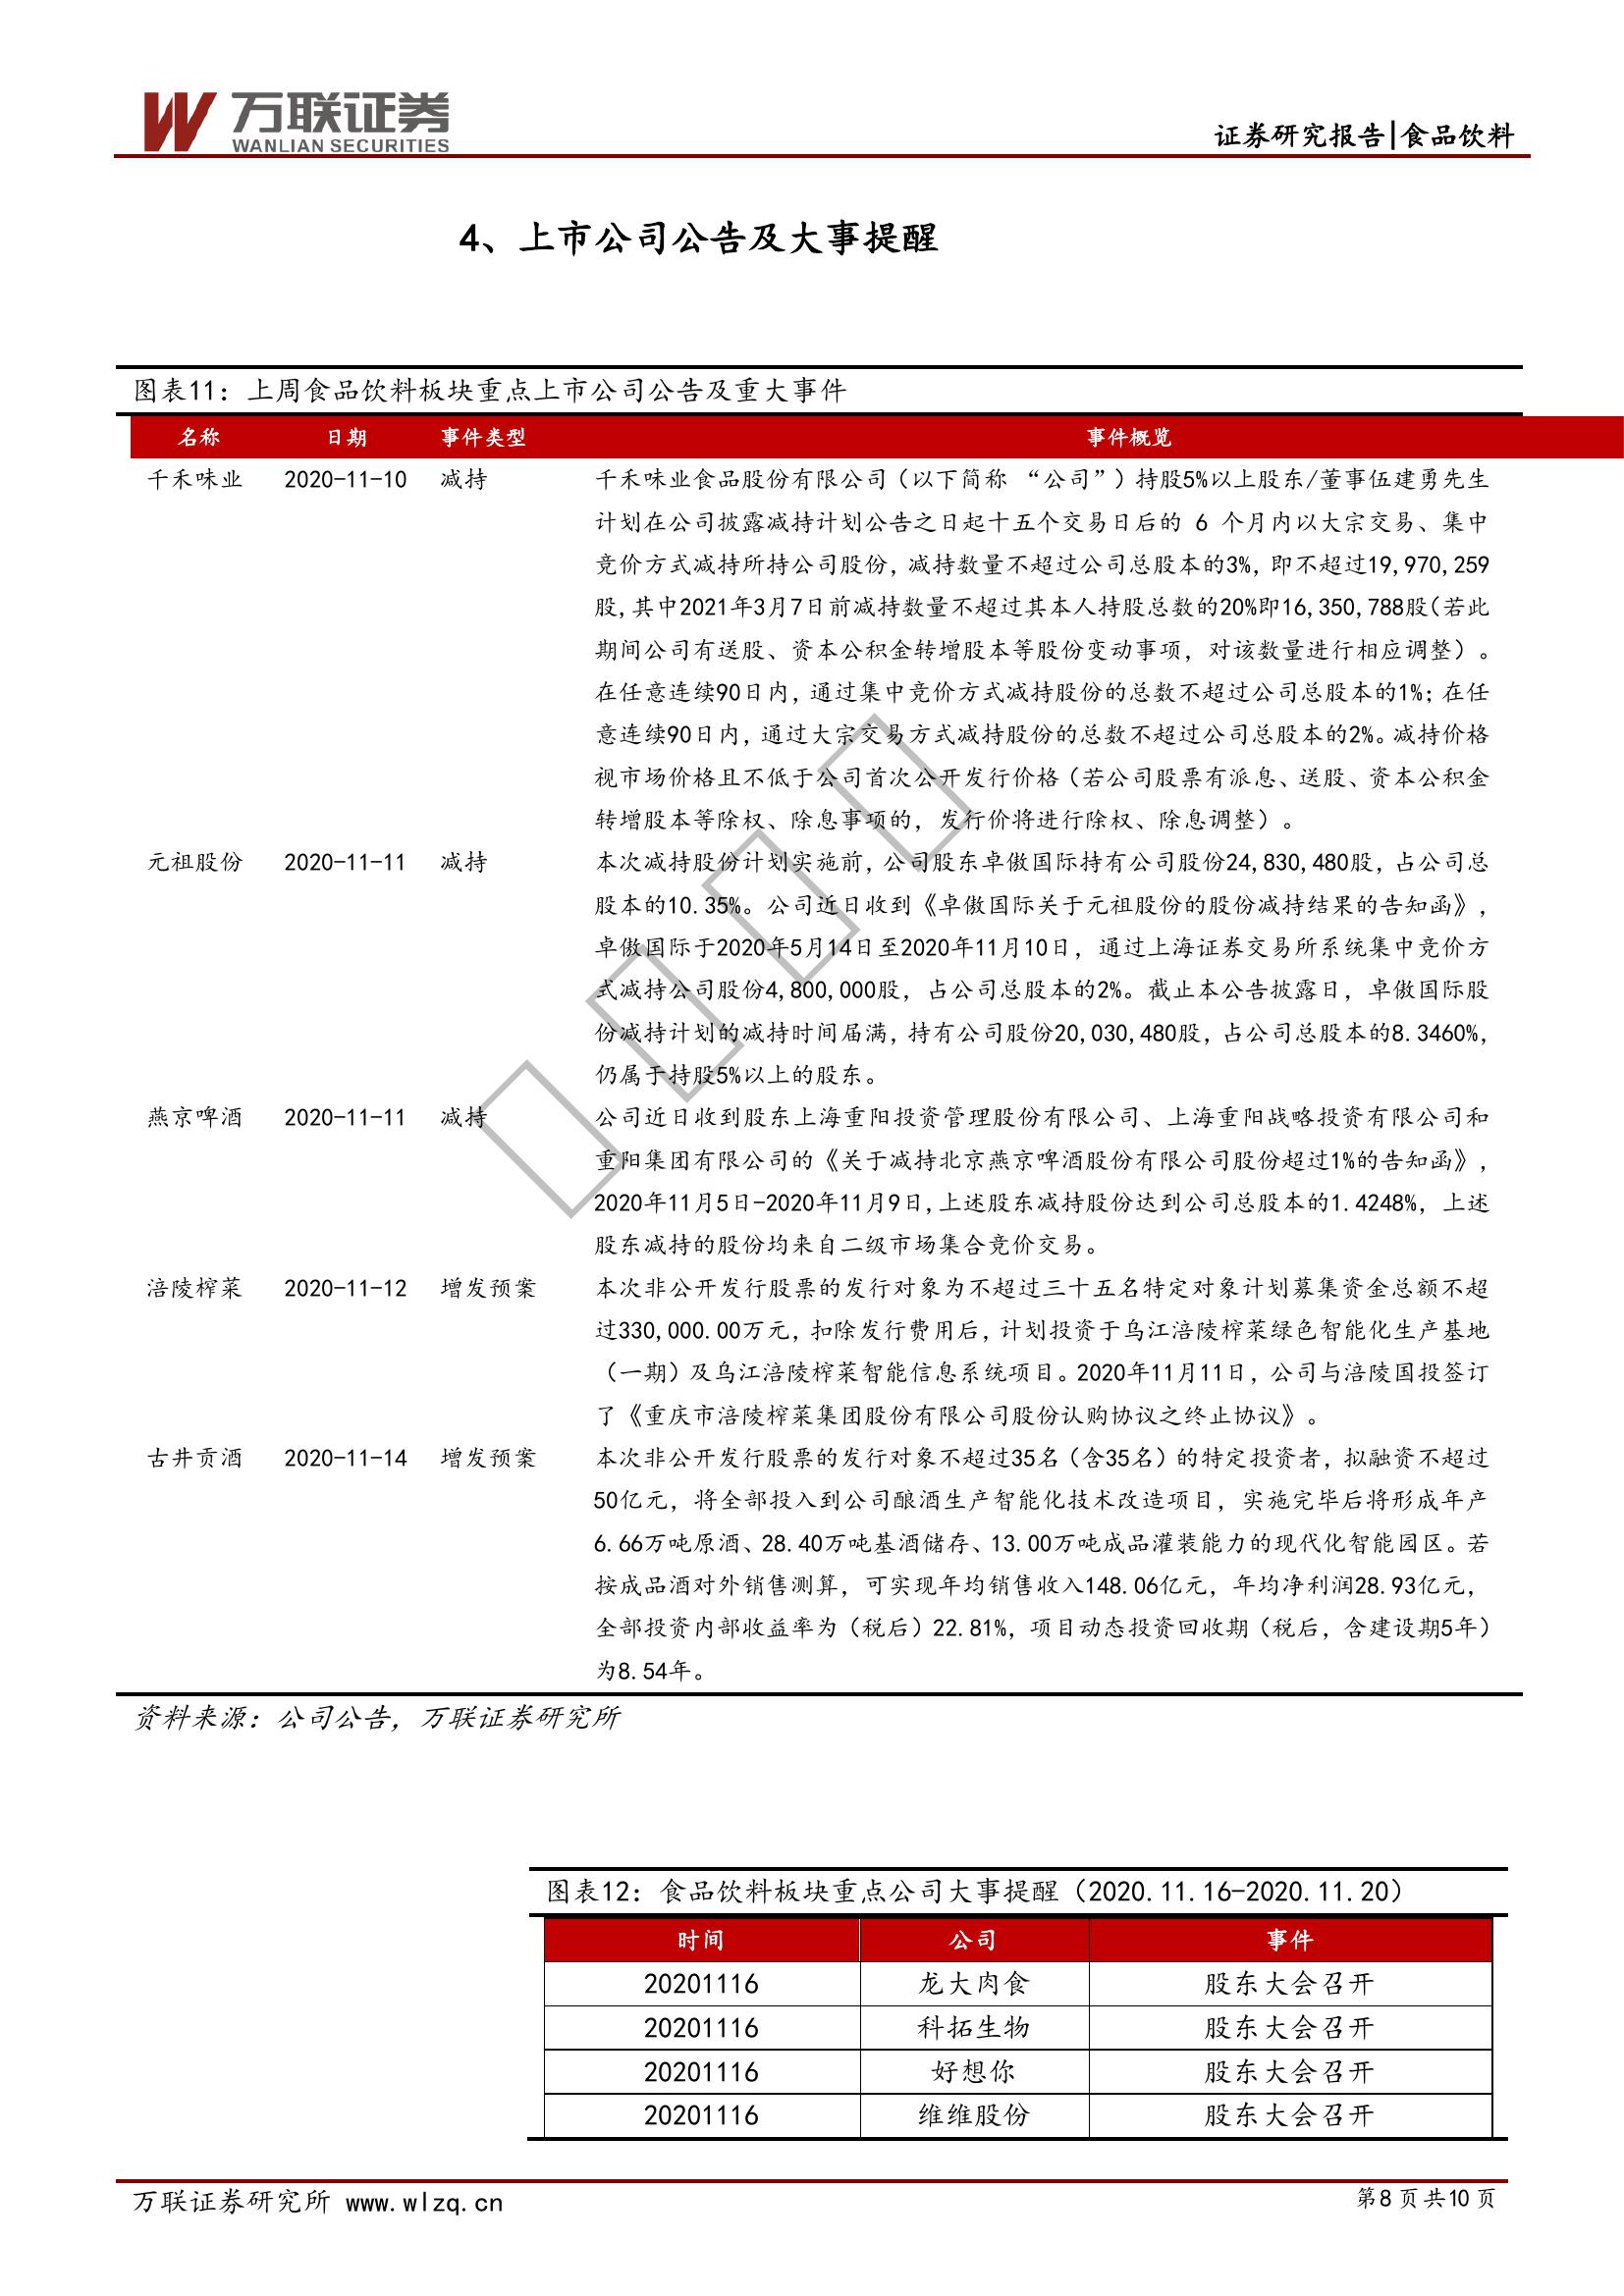 万联证券
WANLIAN SECURITIES
证券研究报告|食品饮料
4、上市公司公告及大事提醒
图表11：上周食品饮料板块重点上市公司公告及重大事件
名称 日期 事件类型 事件概览
千禾味业 2020-11-10 减持 千禾味业食品股份有限公司（以下简称 “公司”）持股5%以上股东/董事伍建勇先生
计划在公司披露减持计划公告之日起十五个交易日后的 6 个月内以大宗交易、集中
竞价方式减持所持公司股份，减持数量不超过公司总股本的3%，即不超过19,970,259
股，其中2021年3月7日前减持数量不超过其本人持股总数的20%即16,350,788股（若此
期间公司有送股、资本公积金转增股本等股份变动事项，对该数量进行相应调整）。
在任意连续90日内，通过集中竞价方式减持股份的总数不超过公司总股本的1%；在任
意连续90日内，通过大宗交易方式减持股份的总数不超过公司总股本的2%。减持价格
视市场价格且不低于公司首次公开发行价格（若公司股票有派息、送股、资本公积金
转增股本等除权、除息事项的，发行价将进行除权、除息调整）。
元祖股份 2020-11-11 减持 本次减持股份计划实施前，公司股东卓傲国际持有公司股份24,830,480股，占公司总
股本的10.35%。公司近日收到《卓傲国际关于元祖股份的股份减持结果的告知函》，
卓傲国际于2020年5月14日至2020年11月10日，通过上海证券交易所系统集中竞价方
式减持公司股份4,800,000股，占公司总股本的2%。截止本公告披露日，卓傲国际股
份减持计划的减持时间届满，持有公司股份20,030,480股，占公司总股本的8.3460%，
仍属于持股5%以上的股东。
燕京啤酒 2020-11-11 减持 公司近日收到股东上海重阳投资管理股份有限公司、上海重阳战略投资有限公司和
重阳集团有限公司的《关于减持北京燕京啤酒股份有限公司股份超过1%的告知函》，
2020年11月5日-2020年11月9日，上述股东减持股份达到公司总股本的1.4248%，上述
股东减持的股份均来自二级市场集合竞价交易。
涪陵榨菜 2020-11-12 增发预案 本次非公开发行股票的发行对象为不超过三十五名特定对象计划募集资金总额不超
过330,000.00万元，扣除发行费用后，计划投资于乌江涪陵榨菜绿色智能化生产基地
（一期）及乌江涪陵榨菜智能信息系统项目。2020年11月11日，公司与涪陵国投签订
了《重庆市涪陵榨菜集团股份有限公司股份认购协议之终止协议》。
古井贡酒 2020-11-14 增发预案 本次非公开发行股票的发行对象不超过35名（含35名）的特定投资者，拟融资不超过
50亿元，将全部投入到公司酿酒生产智能化技术改造项目，实施完毕后将形成年产
6.66万吨原酒、28.40万吨基酒储存、13.00万吨成品灌装能力的现代化智能园区。若
按成品酒对外销售测算，可实现年均销售收入148.06亿元，年均净利润28.93亿元，
全部投资内部收益率为（税后）22.81%，项目动态投资回收期（税后，含建设期5年）
为8.54年。
资料来源：公司公告，万联证券研究所
图表12：食品饮料板块重点公司大事提醒（2020.11.16-2020.11.20）
时间 公司 事件
20201116 龙大肉食 股东大会召开
20201116 科拓生物 股东大会召开
20201116 好想你 股东大会召开
20201116 维维股份 股东大会召开
万联证券研究所 www.wlzq.cn 第8页共10页